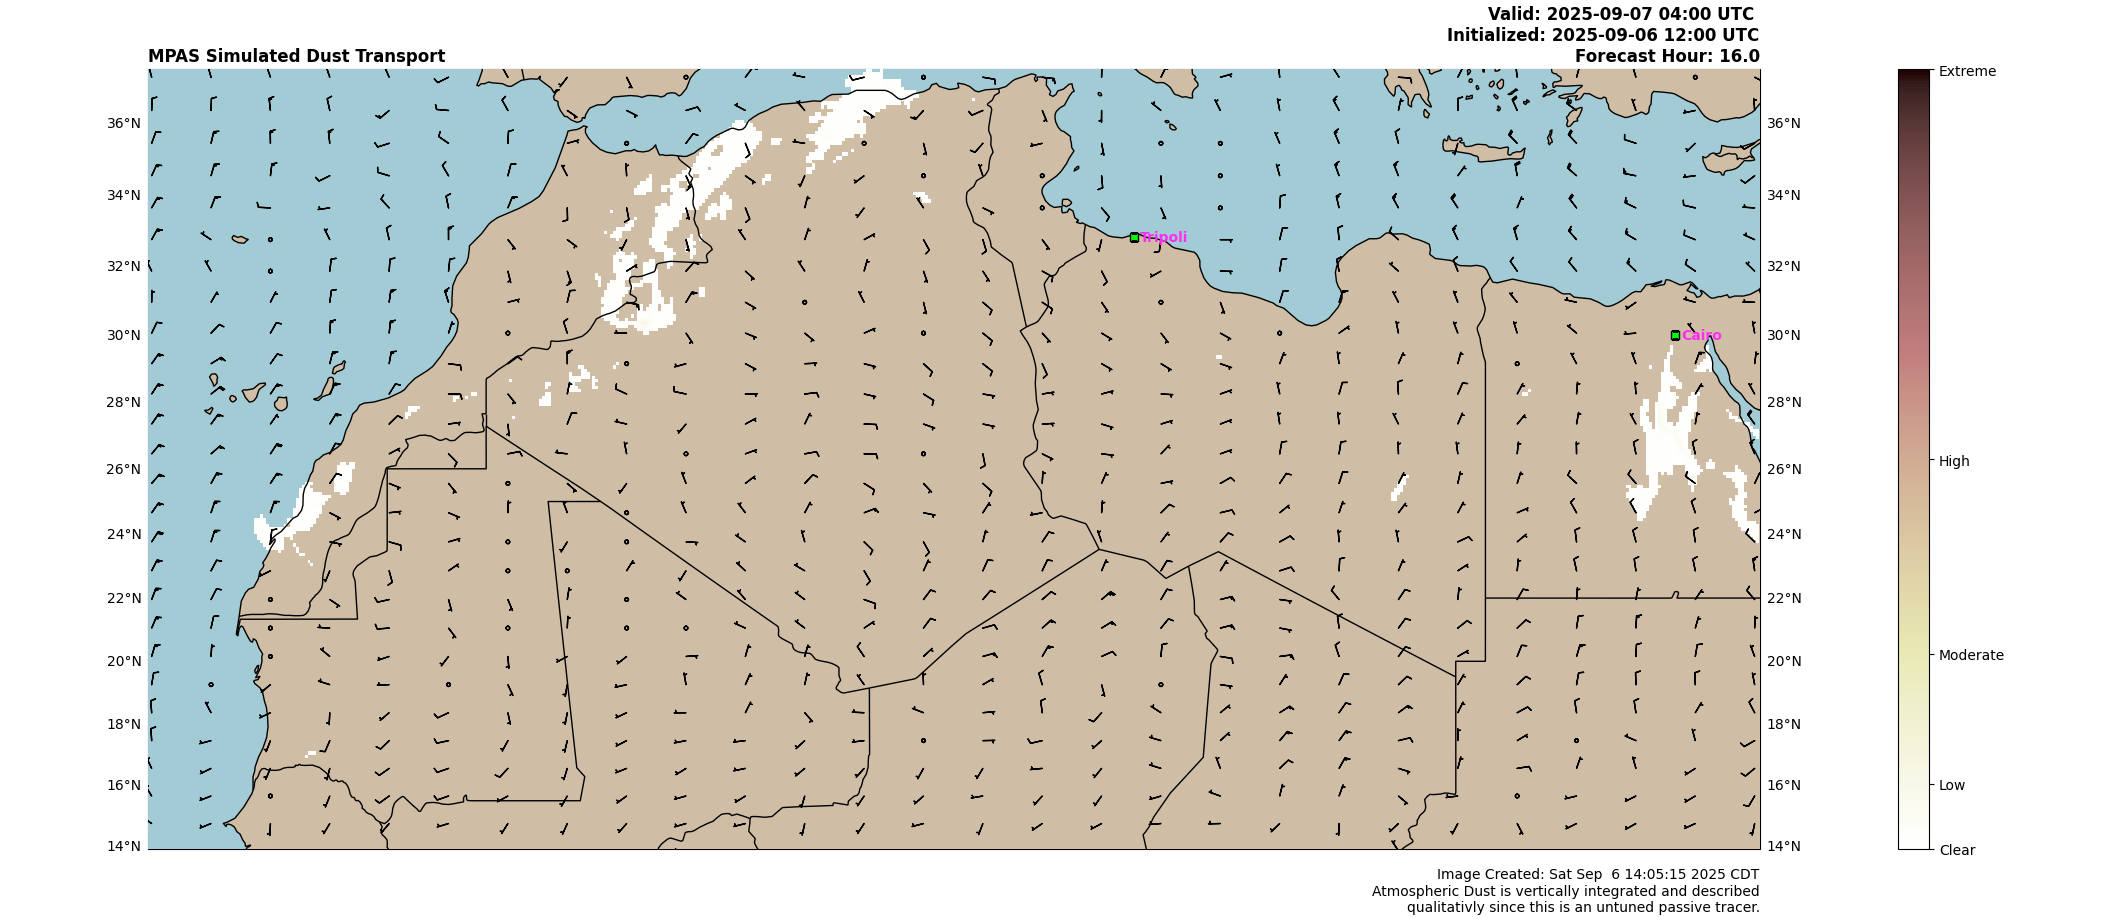 Valid: 2025-09-07 04:00 UTC
Initialized: 2025-09-06 12:00 UTC
MPAS Simulated Dust Transport
Forecast Hour: 16.0
Extreme
36°N
36°N
34°N
34°N
Tripoli
32°N
32°N
30°N
Cairo
30°N
28°N
28°N
26°N
26°N
High
24°N
24°N
22°N
22°N
20°N
20°N
Moderate
18°N
18°N
16°N
16°N
Low
14°N
14°N
Clear
Image Created: Sat Sep  6 14:05:15 2025 CDT
Atmospheric Dust is vertically integrated and described
qualitativly since this is an untuned passive tracer.